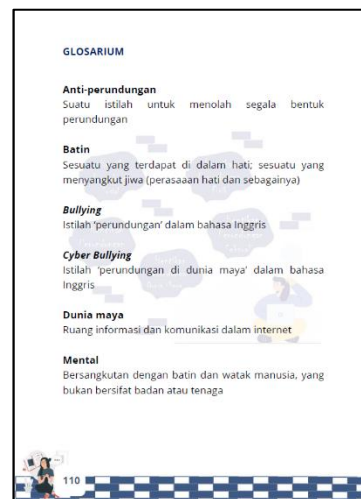 GLOSARIUM
Anti-perundungan
Suatu istilah untuk menolah segala bentuk
perundungan
Batin
Sesuatu yang terdapat di dalam hati; sesuatu yang
menyangkut jiwa (perasaaan hati dan sebagainya)
Bullying
Istilah 'perundungan' dalam bahasa Inggris
Cyber Bullying
Istilah 'perundungan di dunia maya' dalam bahasa
Inggris
Dunia maya
Ruang informasi dan komunikasi dalam internet
Mental
Bersangkutan dengan batin dan watak manusia, yang
bukan bersifat badan atau tenaga
110